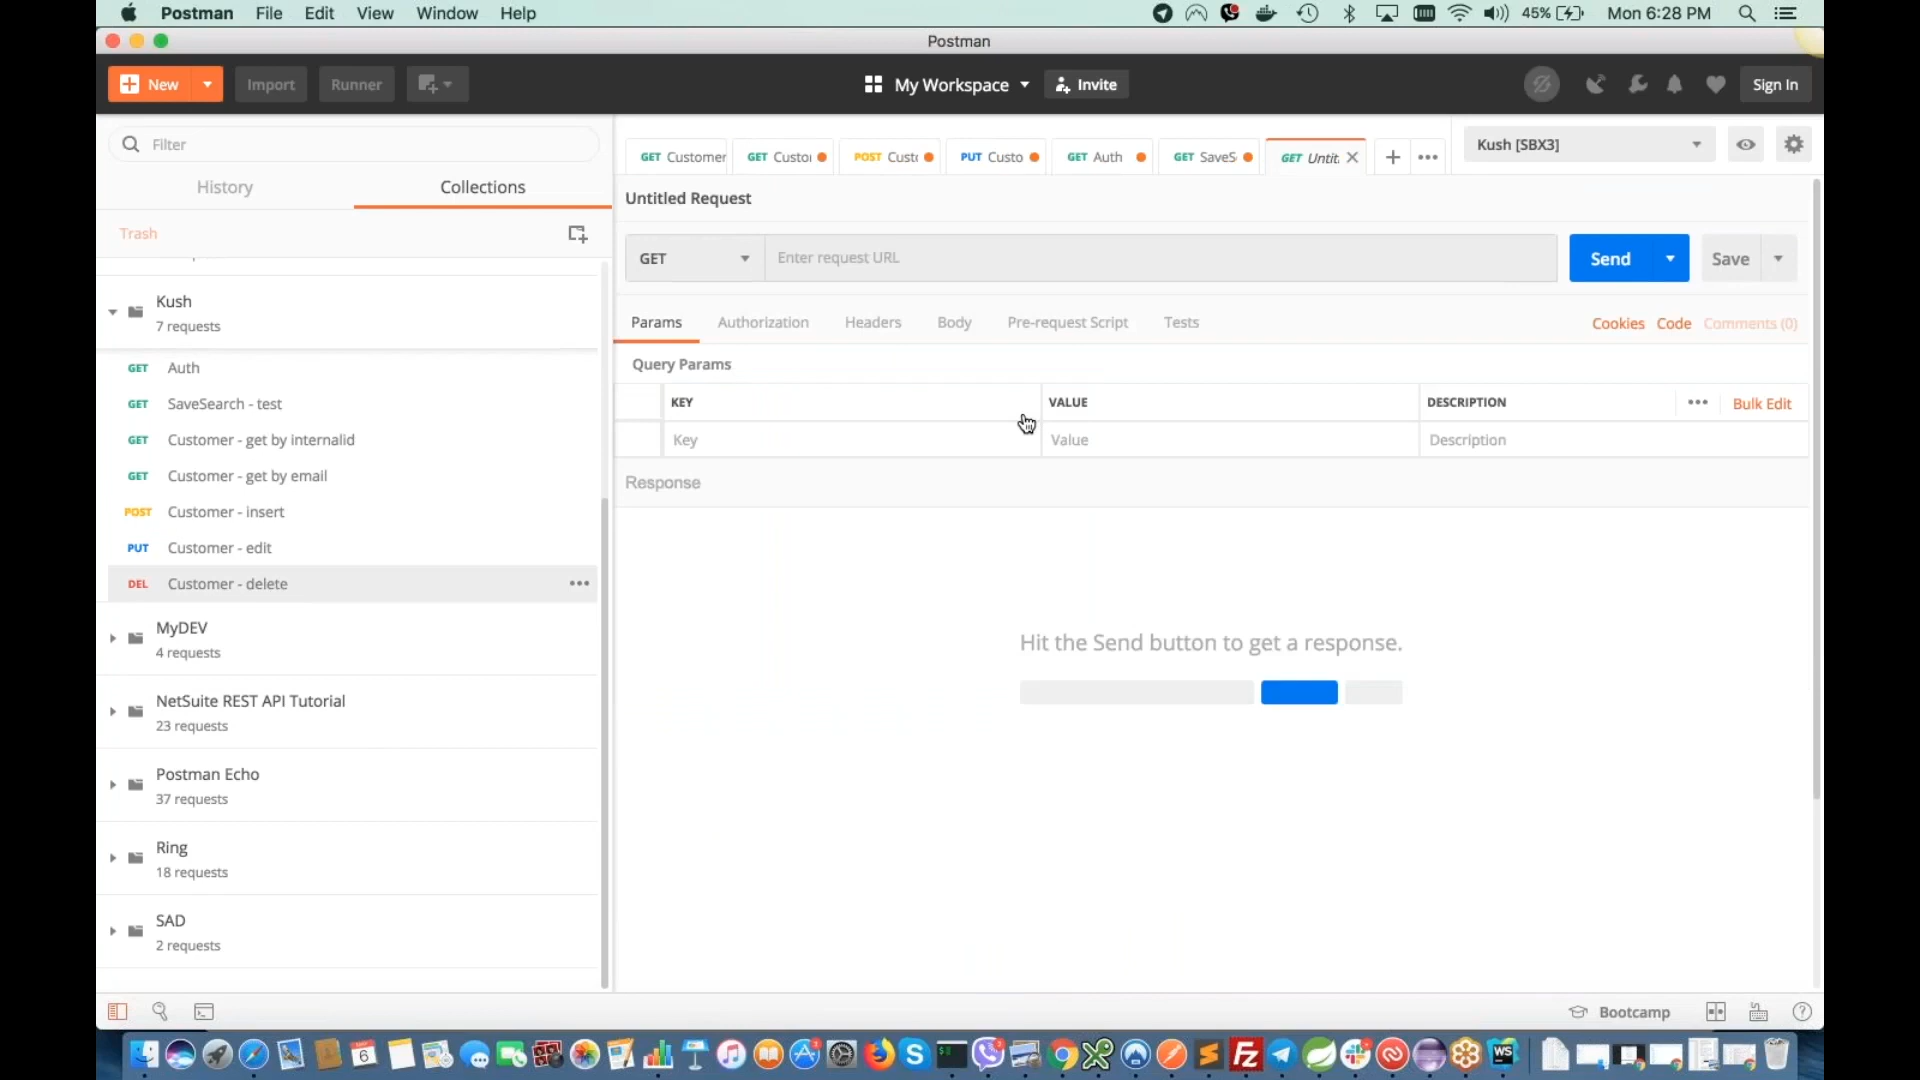 Postman File Edit View Window Help 45% Mon 6:28 PM
Postman
New Import Runner My Workspace Invite Sign In
Filter
GET Customer GET Custor POST Custo PUT Custo GET Auth GET SaveS GET Untit. Kush [SBX3]
History Collections
Untitled Request
Trash
GET Enter request URL Send Save
Kush
7 requests
Params Authorization Headers Body Pre-request Script Tests Cookies Code Comments (0)
Query Params
KEY VALUE DESCRIPTION Bulk Edit
Key Value Description
Response
GET Auth
GET SaveSearch - test
GET Customer - get by internalid
GET Customer - get by email
POST Customer - insert
PUT Customer - edit
DEL Customer - delete
MyDEV
4 requests
Hit the Send button to get a response.
NetSuite REST API Tutorial
23 requests
Postman Echo
37 requests
Ring
18 requests
SAD
2 requests
Bootcamp
6
WS